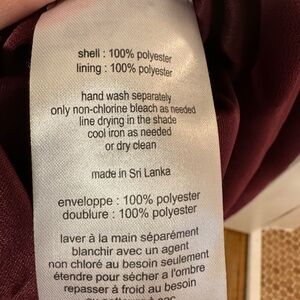 shell : 100% polyester
lining : 100% polyester
hand wash separately
only non-chlorine bleach as needed
line drying in the shade
cool iron as needed
or dry clean
made in Sri Lanka
enveloppe : 100% polyester
doublure : 100% polyester
laver à la main séparément
blanchir avec un agent
non chloré au besoin seulement
étendre pour sécher a l'ombre
repasser à froid au besoin
ou nettoyer à sec